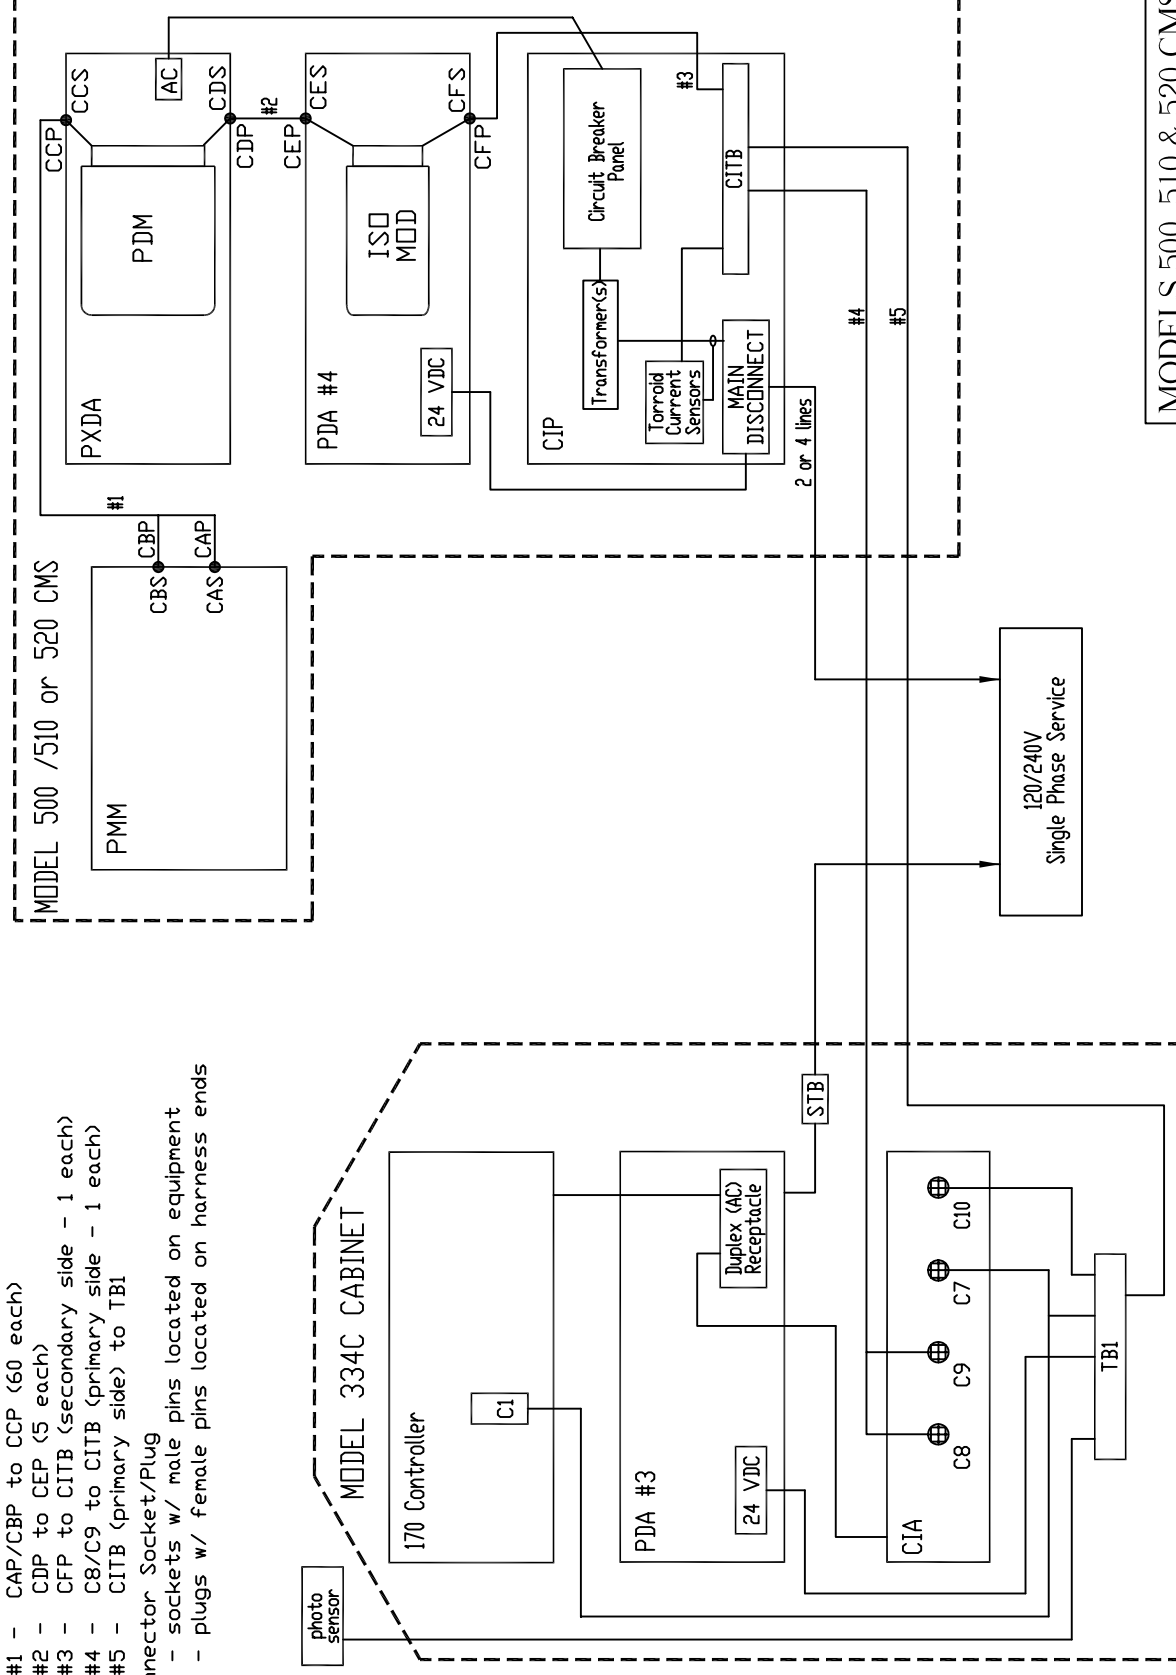 #1 - CAP/CBP to CCP (60 each)
#2 - CDP to CEP (5 each)
#3 - CFP to CITB (secondary side - 1 each)
#4 - C8/C9 to CITB (primary side - 1 each)
#5 - CITB (primary side) to TB1
nnector Socket/Plug
- sockets w/ male pins located on equipment
- plugs w/ female pins located on harness ends
MODEL 500 /510 or 520 CMS
PMM
CBS
CAS
CBP
CAP
#1
CCP
CCS
PXDA
PDM
AC
CDS
CDP
#2
CEP
CES
PDA #4
ISO
MOD
24 VDC
CFS
CFP
CIP
Circuit Breaker
Panel
Transformer(s)
Torroid
Current
Sensors
MAIN
DISCONNECT
CITB
#3
2 or 4 lines
#4
#5
120/240V
Single Phase Service
photo
sensor
MODEL 334C CABINET
170 Controller
C1
PDA #3
24 VDC
Duplex (AC)
Receptacle
STB
CIA
C8
C9
C7
C10
TB1
MODELS 500, 510 & 520 CMS